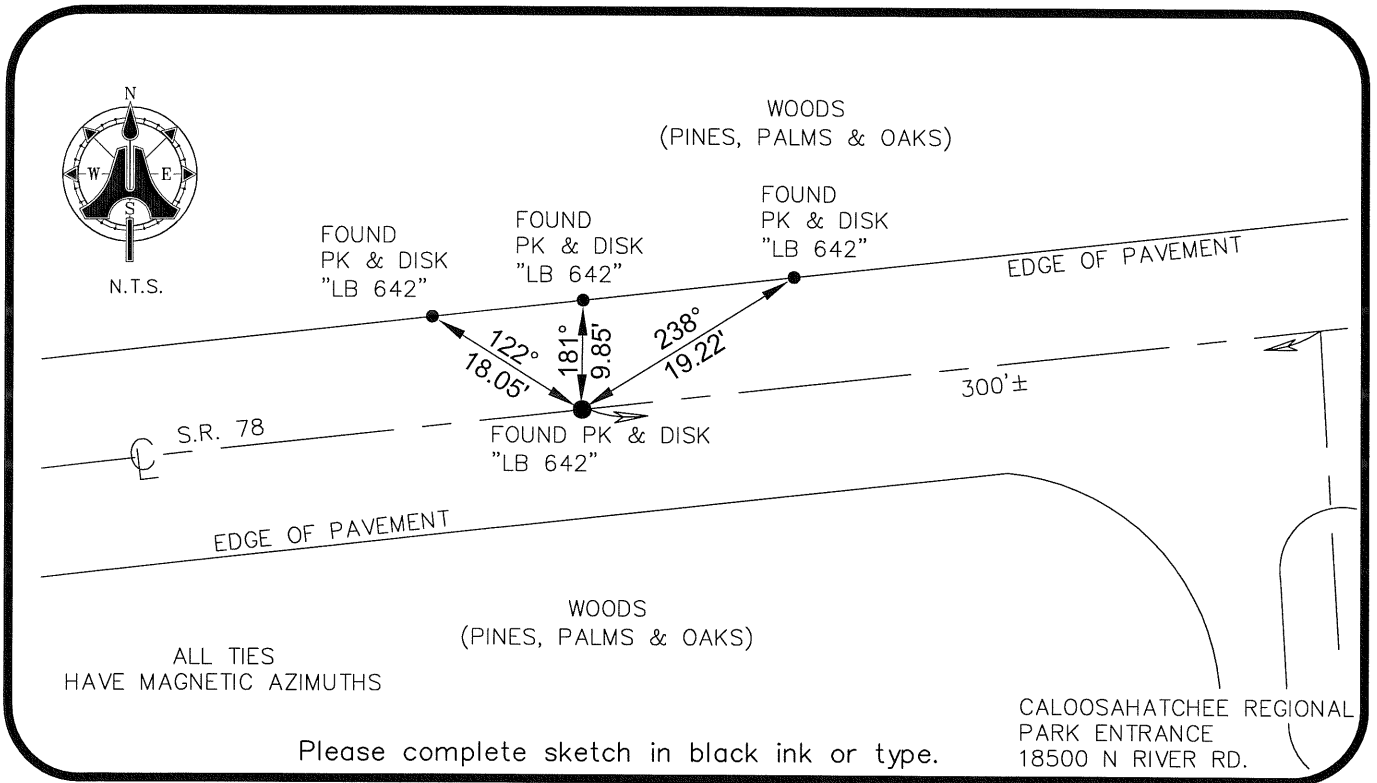 N
W
E
S
N.T.S.
WOODS
(PINES, PALMS & OAKS)
FOUND
PK & DISK
"LB 642"
FOUND
PK & DISK
"LB 642"
FOUND
PK & DISK
"LB 642"
EDGE OF PAVEMENT
122°
18.05'
181°
9.85'
238°
19.22'
300'±
CL S.R. 78
FOUND PK & DISK
"LB 642"
EDGE OF PAVEMENT
WOODS
(PINES, PALMS & OAKS)
ALL TIES
HAVE MAGNETIC AZIMUTHS
CALOOSAHATCHEE REGIONAL
PARK ENTRANCE
18500 N RIVER RD.
Please complete sketch in black ink or type.